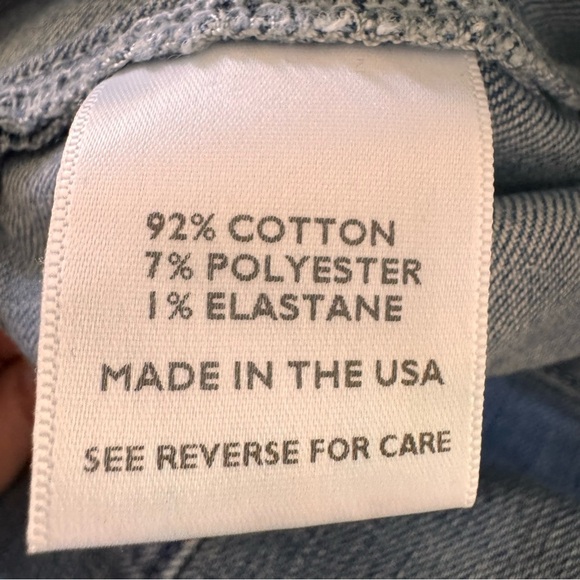 92% COTTON
7% POLYESTER
1% ELASTANE
MADE IN THE USA
SEE REVERSE FOR CARE